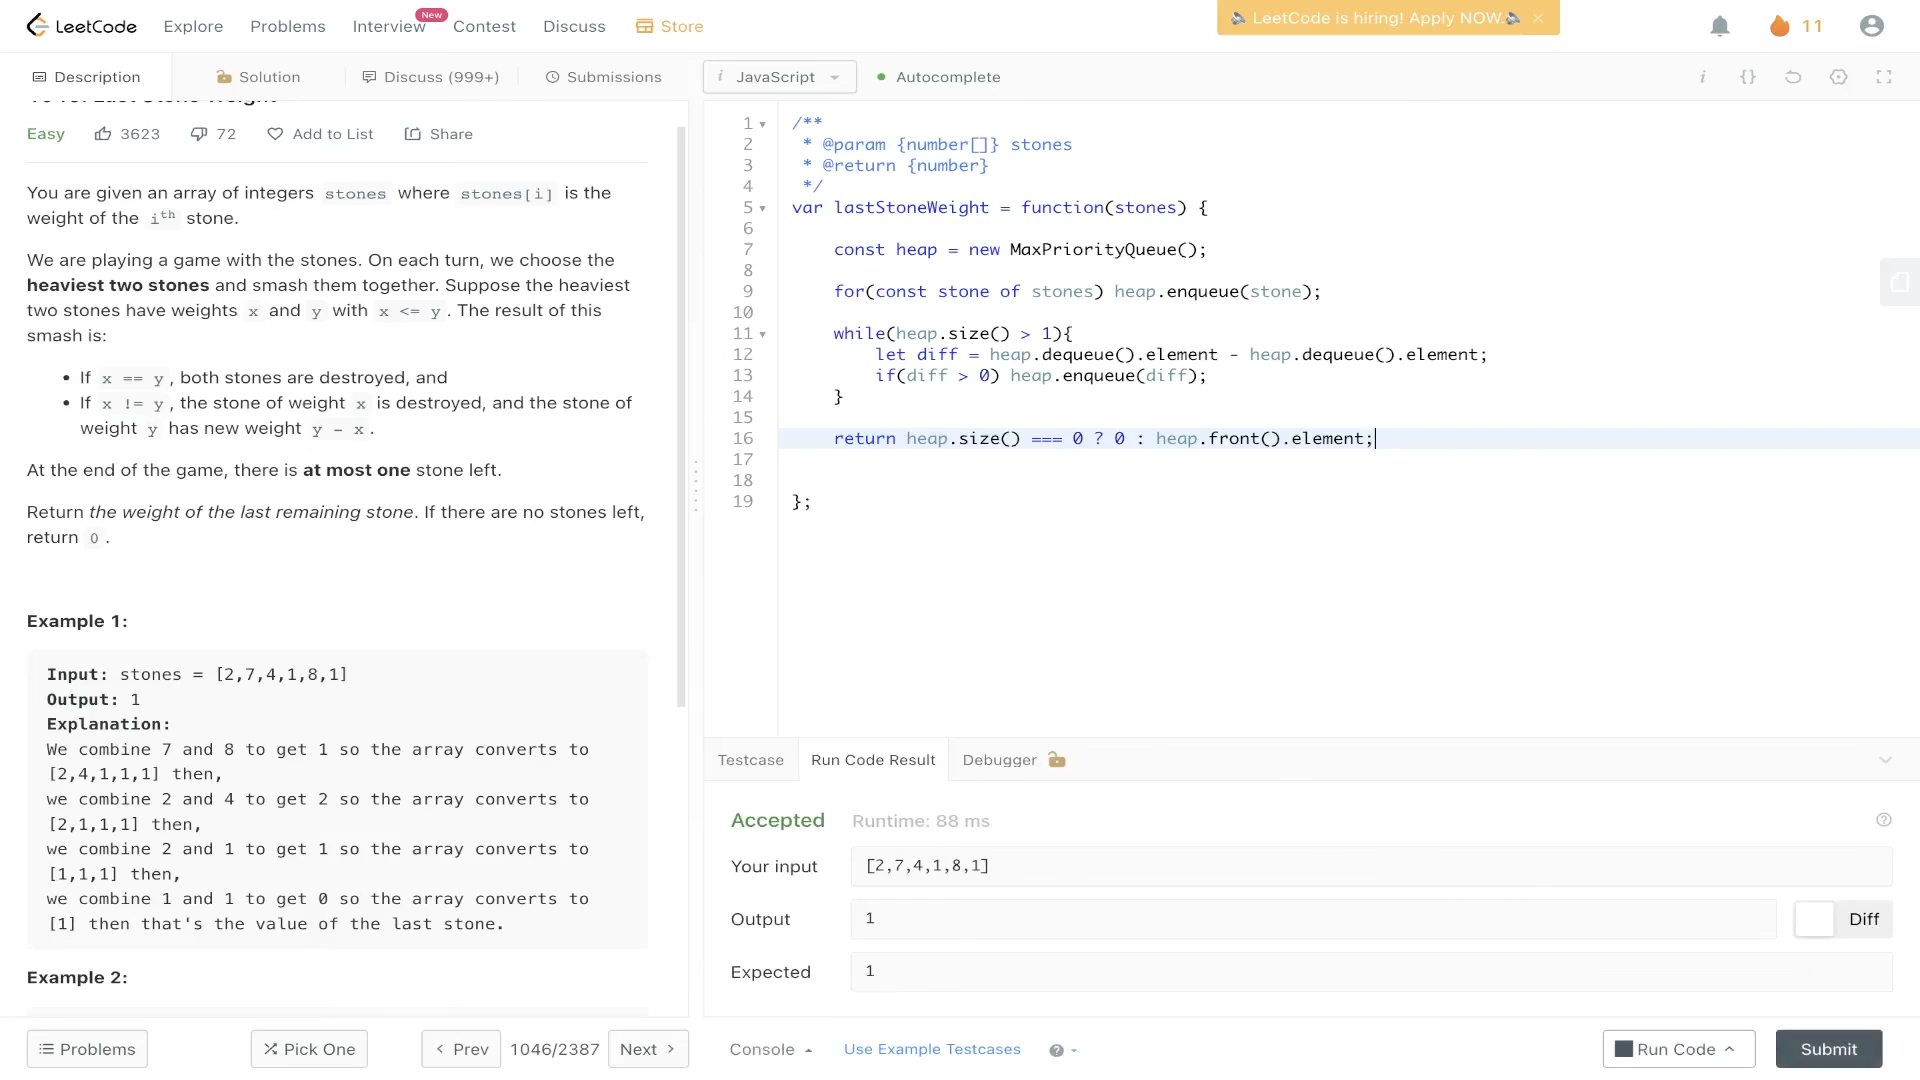 LeetCode Explore Problems Interview New Contest Discuss Store
LeetCode is hiring! Apply NOW. ×
11
Description Solution Discuss (999+) Submissions
i JavaScript Autocomplete i {}
1046. Last Stone Weight
Easy 3623 72 Add to List Share
You are given an array of integers stones where stones[i] is the
weight of the ith stone.
We are playing a game with the stones. On each turn, we choose the
heaviest two stones and smash them together. Suppose the heaviest
two stones have weights x and y with x <= y. The result of this
smash is:
• If x == y, both stones are destroyed, and
• If x != y, the stone of weight x is destroyed, and the stone of
weight y has new weight y - x.
At the end of the game, there is at most one stone left.
Return the weight of the last remaining stone. If there are no stones left,
return 0.
Example 1:
Input: stones = [2,7,4,1,8,1]
Output: 1
Explanation:
We combine 7 and 8 to get 1 so the array converts to
[2,4,1,1,1] then,
we combine 2 and 4 to get 2 so the array converts to
[2,1,1,1] then,
we combine 2 and 1 to get 1 so the array converts to
[1,1,1] then,
we combine 1 and 1 to get 0 so the array converts to
[1] then that's the value of the last stone.
Example 2:
1 /**
2 * @param {number[]} stones
3 * @return {number}
4 */
5 var lastStoneWeight = function(stones) {
6
7 const heap = new MaxPriorityQueue();
8
9 for(const stone of stones) heap.enqueue(stone);
10
11 while(heap.size() > 1){
12 let diff = heap.dequeue().element - heap.dequeue().element;
13 if(diff > 0) heap.enqueue(diff);
14 }
15
16 return heap.size() === 0 ? 0 : heap.front().element;
17
18
19 };
Testcase Run Code Result Debugger
Accepted Runtime: 88 ms ?
Your input [2,7,4,1,8,1]
Output 1 Diff
Expected 1
Problems Pick One < Prev 1046/2387 Next >
Console Use Example Testcases ? Run Code Submit